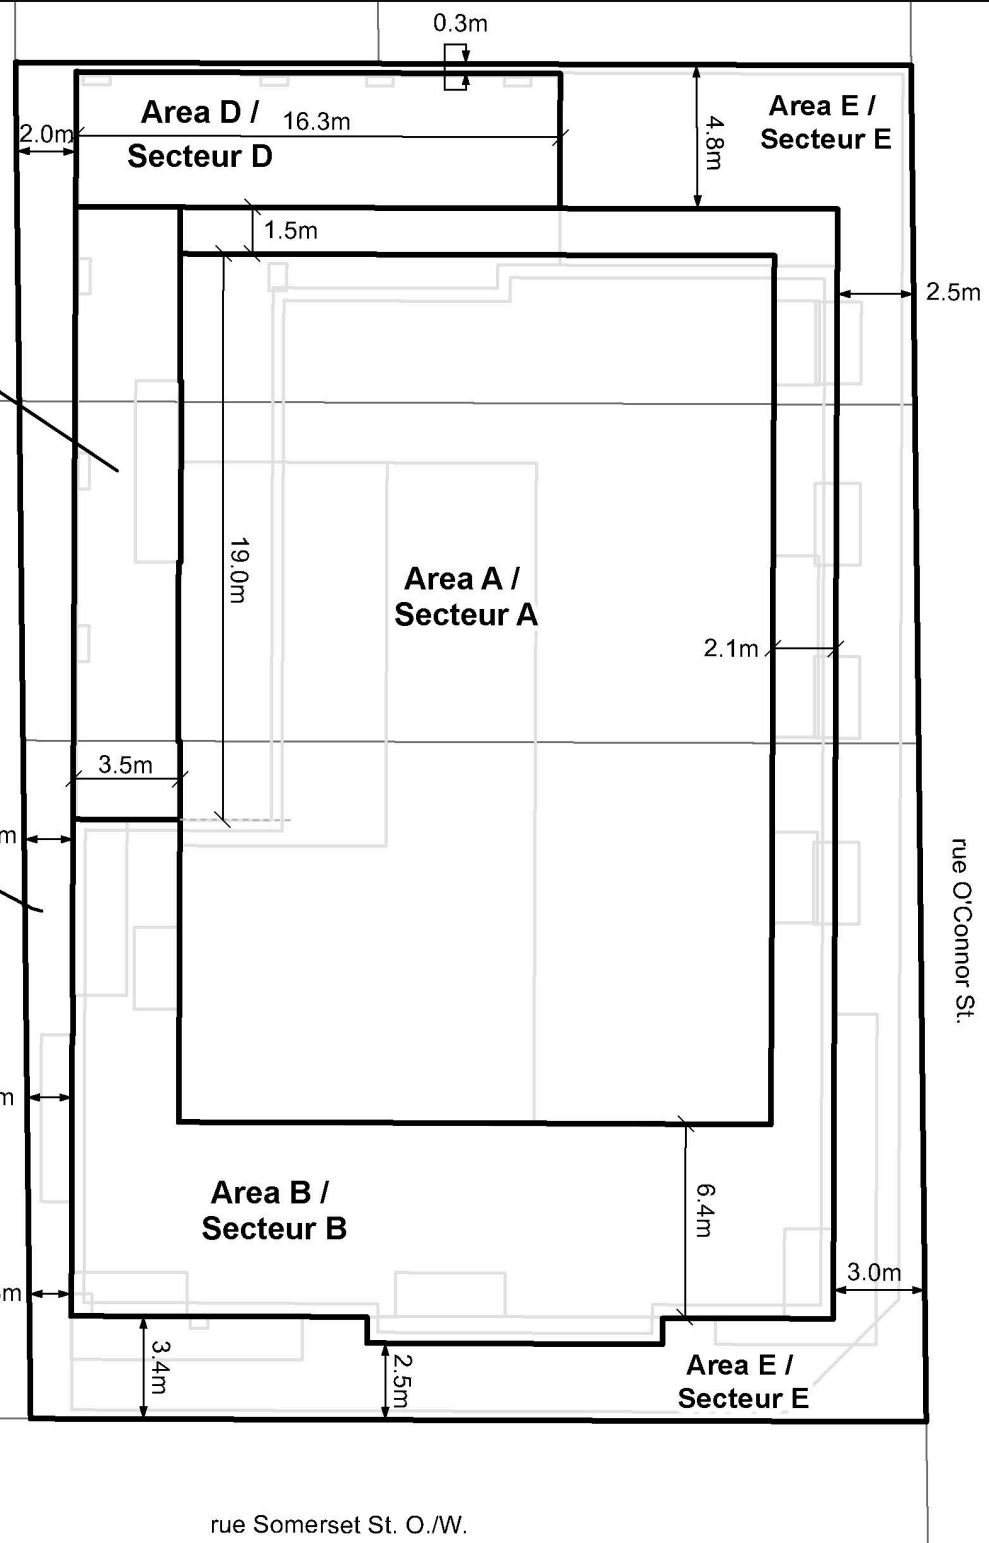 0.3m
Area D /
Secteur D
16.3m
2.0m
4.8m
Area E /
Secteur E
1.5m
2.5m
19.0m
Area A /
Secteur A
2.1m
3.5m
m
rue O'Connor St.
m
Area B /
Secteur B
6.4m
3.0m
m
3.4m
2.5m
Area E /
Secteur E
rue Somerset St. O./W.